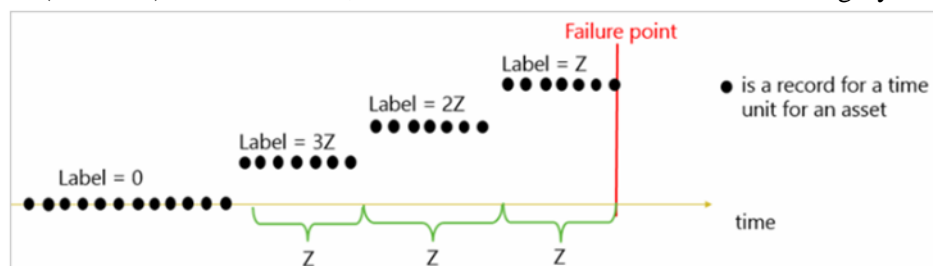 Failure point
Label = Z
Label = 2Z
Label = 3Z
Label = 0
is a record for a time
unit for an asset
time
Z
Z
Z